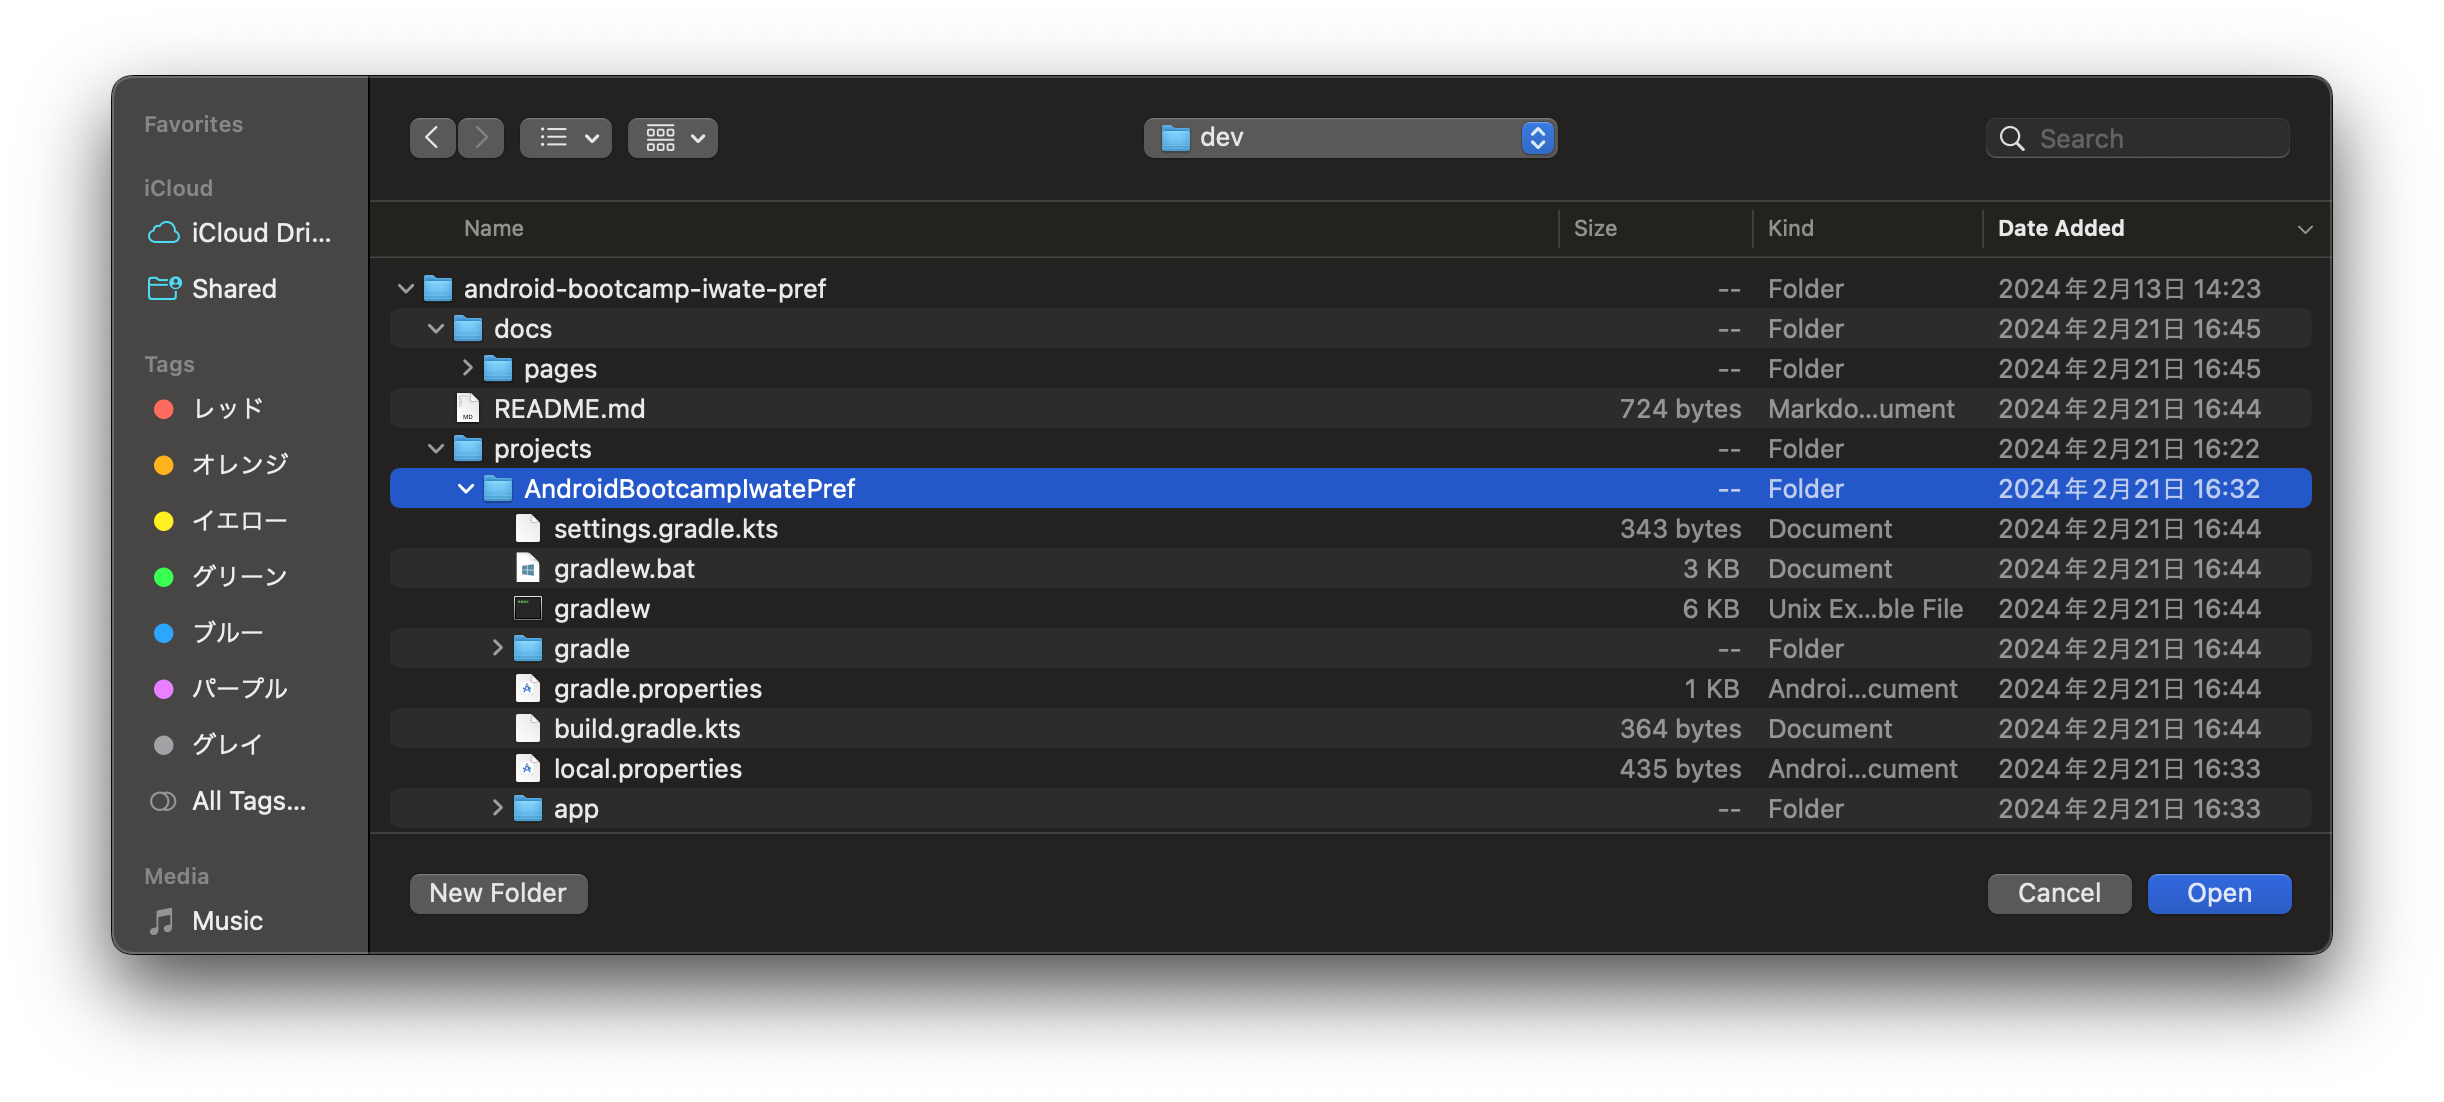 Favorites
iCloud
iCloud Dri...
Shared
Tags
レッド
オレンジ
イエロー
グリーン
ブルー
パープル
グレイ
All Tags...
Media
Music
dev
Search
Name Size Kind Date Added
android-bootcamp-iwate-pref -- Folder 2024年2月13日 14:23
docs -- Folder 2024年2月21日 16:45
pages -- Folder 2024年2月21日 16:45
README.md 724 bytes Markdo...ument 2024年2月21日 16:44
projects -- Folder 2024年2月21日 16:22
AndroidBootcampIwatePref -- Folder 2024年2月21日 16:32
settings.gradle.kts 343 bytes Document 2024年2月21日 16:44
gradlew.bat 3 KB Document 2024年2月21日 16:44
gradlew 6 KB Unix Ex...ble File 2024年2月21日 16:44
gradle -- Folder 2024年2月21日 16:44
gradle.properties 1 KB Androi...cument 2024年2月21日 16:44
build.gradle.kts 364 bytes Document 2024年2月21日 16:44
local.properties 435 bytes Androi...cument 2024年2月21日 16:33
app -- Folder 2024年2月21日 16:33
New Folder Cancel Open